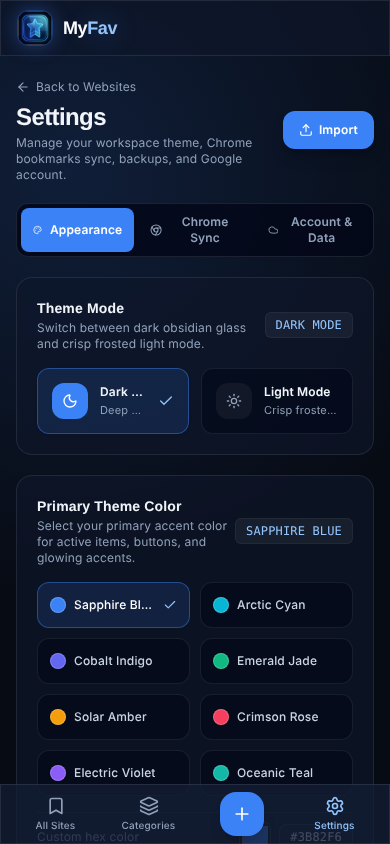 MyFav
Back to Websites
Settings
Manage your workspace theme, Chrome
bookmarks sync, backups, and Google
account.
Import
Appearance
Chrome
Sync
Account &
Data
Theme Mode
Switch between dark obsidian glass
and crisp frosted light mode.
DARK MODE
Dark ...
Deep ...
Light Mode
Crisp froste...
Primary Theme Color
Select your primary accent color
for active items, buttons, and
glowing accents.
SAPPHIRE BLUE
Sapphire Bl...
Arctic Cyan
Cobalt Indigo
Emerald Jade
Solar Amber
Crimson Rose
Electric Violet
Oceanic Teal
All Sites
Categories
Settings
Custom hex color
#3B82F6